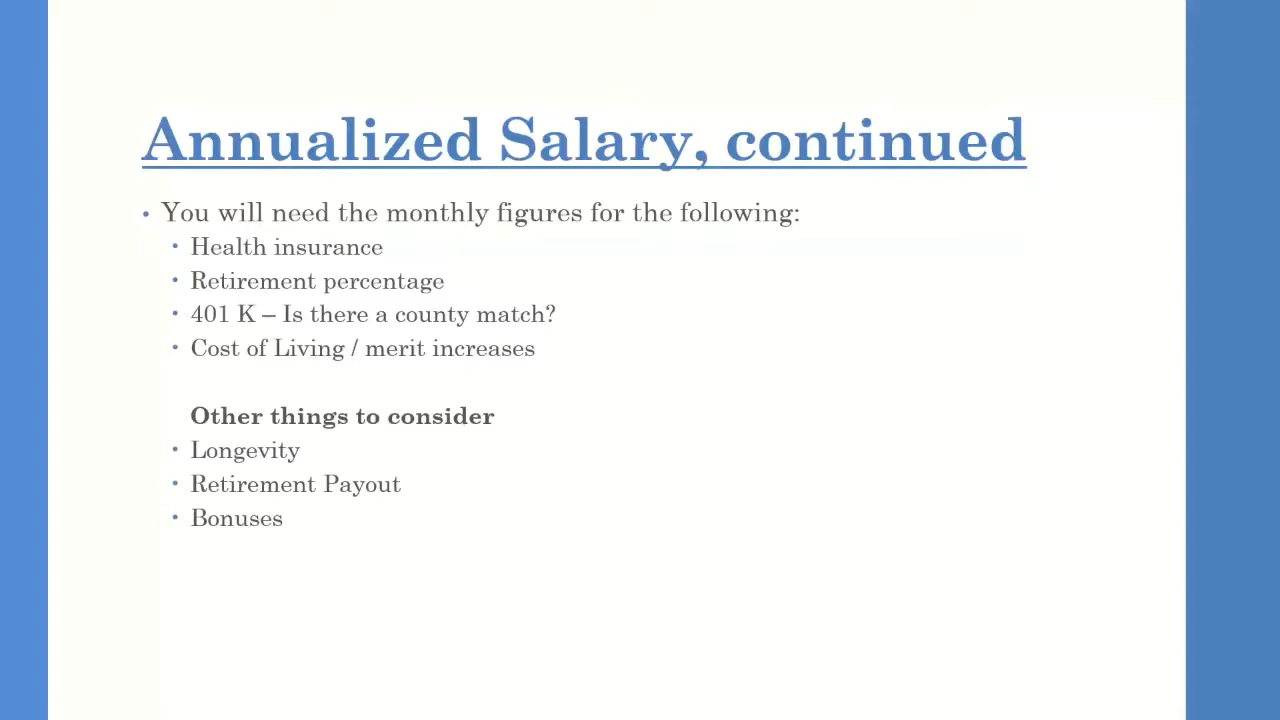 Annualized Salary, continued
• You will need the monthly figures for the following:
• Health insurance
• Retirement percentage
• 401 K – Is there a county match?
• Cost of Living / merit increases
Other things to consider
• Longevity
• Retirement Payout
• Bonuses